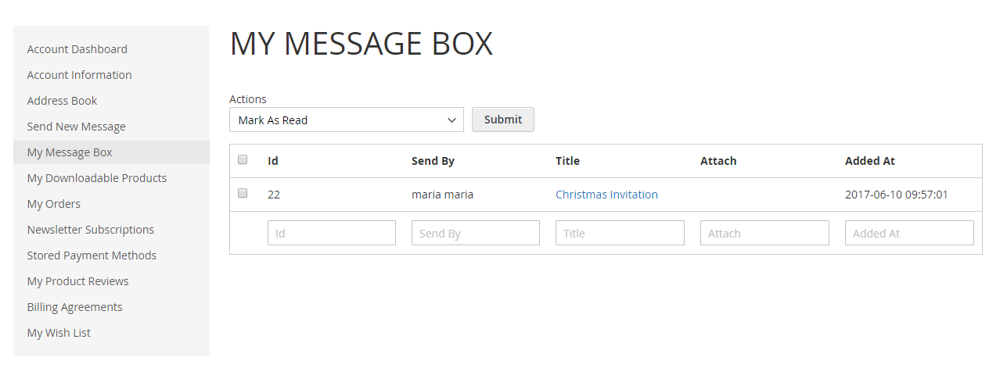 Account Dashboard
Account Information
Address Book
Send New Message
My Message Box
My Downloadable Products
My Orders
Newsletter Subscriptions
Stored Payment Methods
My Product Reviews
Billing Agreements
My Wish List
MY MESSAGE BOX
Actions
Mark As Read Submit
Id Send By Title Attach Added At
22 maria maria Christmas Invitation 2017-06-10 09:57:01
Id Send By Title Attach Added At